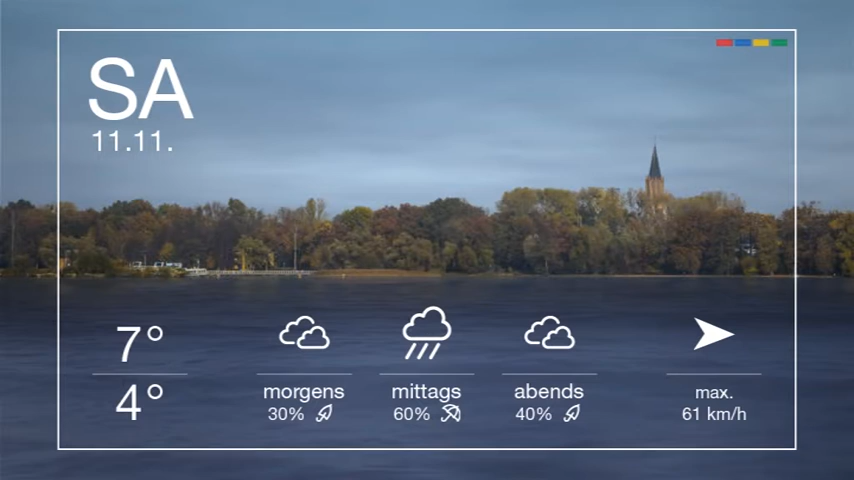 SA
11.11.
7°
4°
morgens
30%
mittags
60%
abends
40%
max.
61 km/h